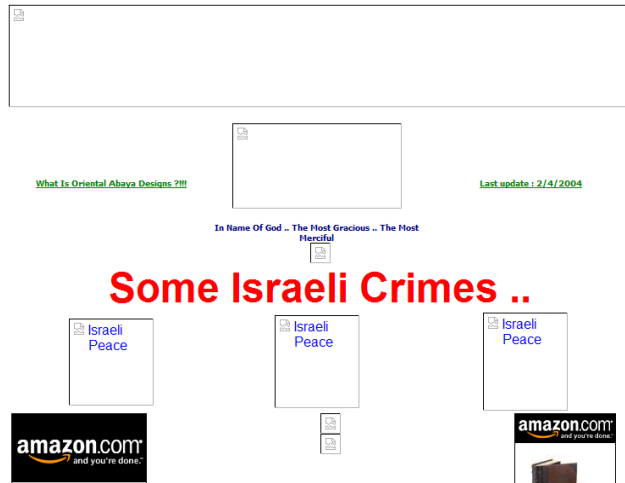 What Is Oriental Abaya Designs ?!!!
Last update : 2/4/2004
In Name Of God .. The Most Gracious .. The Most
Merciful
Some Israeli Crimes ..
Israeli
Peace
Israeli
Peace
Israeli
Peace
amazon.com
and you're done.™
amazon.com
and you're done.™